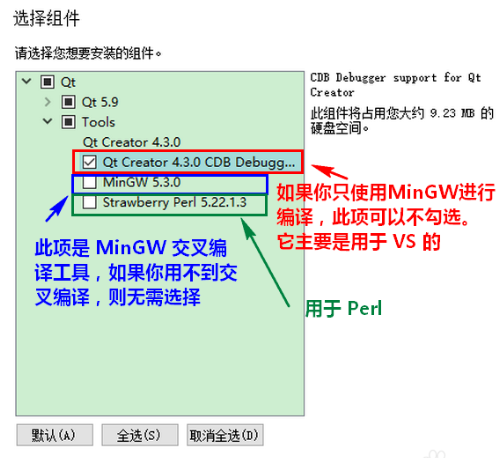 选择组件
请选择您想要安装的组件。
Qt
Qt 5.9
Tools
Qt Creator 4.3.0
Qt Creator 4.3.0 CDB Debugg...
MinGW 5.3.0
Strawberry Perl 5.22.1.3
CDB Debugger support for Qt
Creator
此组件将占用您大约 9.23 MB 的
硬盘空间。
如果你只使用MinGW进行
编译，此项可以不勾选。
它主要是用于 VS 的
此项是 MinGW 交叉编
译工具，如果你用不到交
叉编译，则无需选择
用于 Perl
默认(A)
全选(S)
取消全选(D)